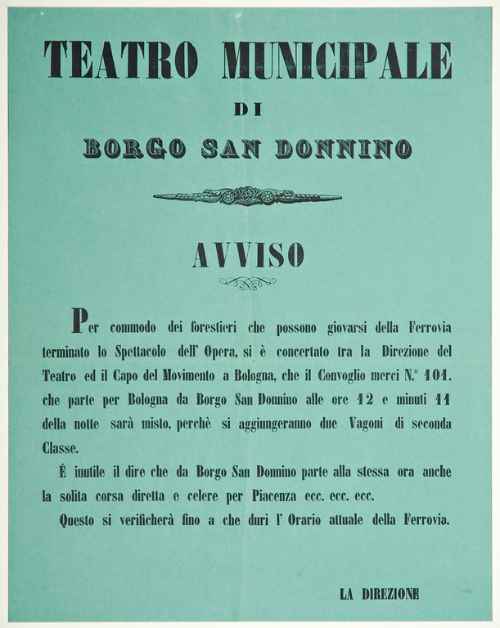 TEATRO MUNICIPALE
DI
BORGO SAN DONNINO
AVVISO
Per commodo dei forestieri che possono giovarsi della Ferrovia
terminato lo Spettacolo dell' Opera, si è concertato tra la Direzione del
Teatro ed il Capo del Movimento a Bologna, che il Convoglio merci N.° 101.
che parte per Bologna da Borgo San Donnino alle ore 12 e minuti 11
della notte sarà misto, perchè si aggiungeranno due Vagoni di seconda
Classe.
È inutile il dire che da Borgo San Donnino parte alla stessa ora anche
la solita corsa diretta e celere per Piacenza ecc. ecc. ecc.
Questo si verificherà fino a che duri l' Orario attuale della Ferrovia.
LA DIREZIONE